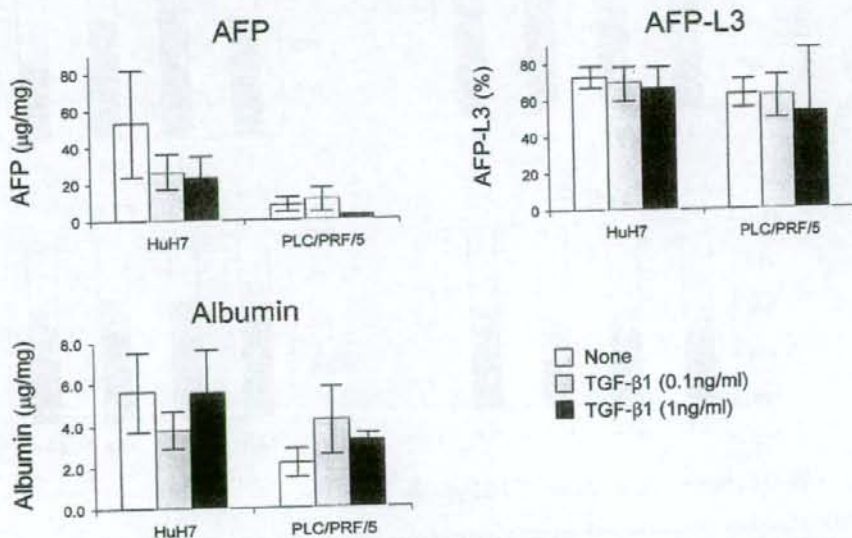 AFP
AFP (μg/mg)
80
60
40
20
0
HuH7
PLC/PRF/5
AFP-L3
AFP-L3 (%)
80
60
40
20
0
HuH7
PLC/PRF/5
Albumin
Albumin (μg/mg)
8.0
6.0
4.0
2.0
0.0
HuH7
PLC/PRF/5
None
TGF-β1 (0.1ng/ml)
TGF-β1 (1ng/ml)